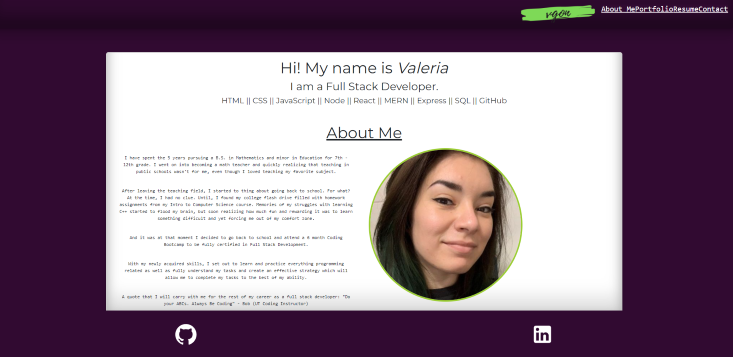 vgon
About Me Portfolio Resume Contact
Hi! My name is Valeria
I am a Full Stack Developer.
HTML || CSS || JavaScript || Node || React || MERN || Express || SQL || GitHub
About Me
I have spent the 5 years pursuing a B.S. in Mathematics and minor in Education for 7th -
12th grade. I went on into becoming a math teacher and quickly realizing that teaching in
public schools wasn't for me, even though I loved teaching my favorite subject.
After leaving the teaching field, I started to thing about going back to school. For what?
At the time, I had no clue. Until, I found my college flash drive filled with homework
assignments from my Intro to Computer Science course. Memories of my struggles with learning
C++ started to flood my brain, but soon realizing how much fun and rewarding it was to learn
something difficult and yet forcing me out of my comfort zone.
And it was at that moment I decided to go back to school and attend a 6 month Coding
Bootcamp to be fully certified in Full Stack Development.
With my newly acquired skills, I set out to learn and practice everything programming
related as well as fully understand my tasks and create an effective strategy which will
allow me to complete my tasks to the best of my ability.
A quote that I will carry with me for the rest of my career as a full stack developer: "Do
your ABCs. Always Be Coding" - Bob (UT Coding Instructor)
in